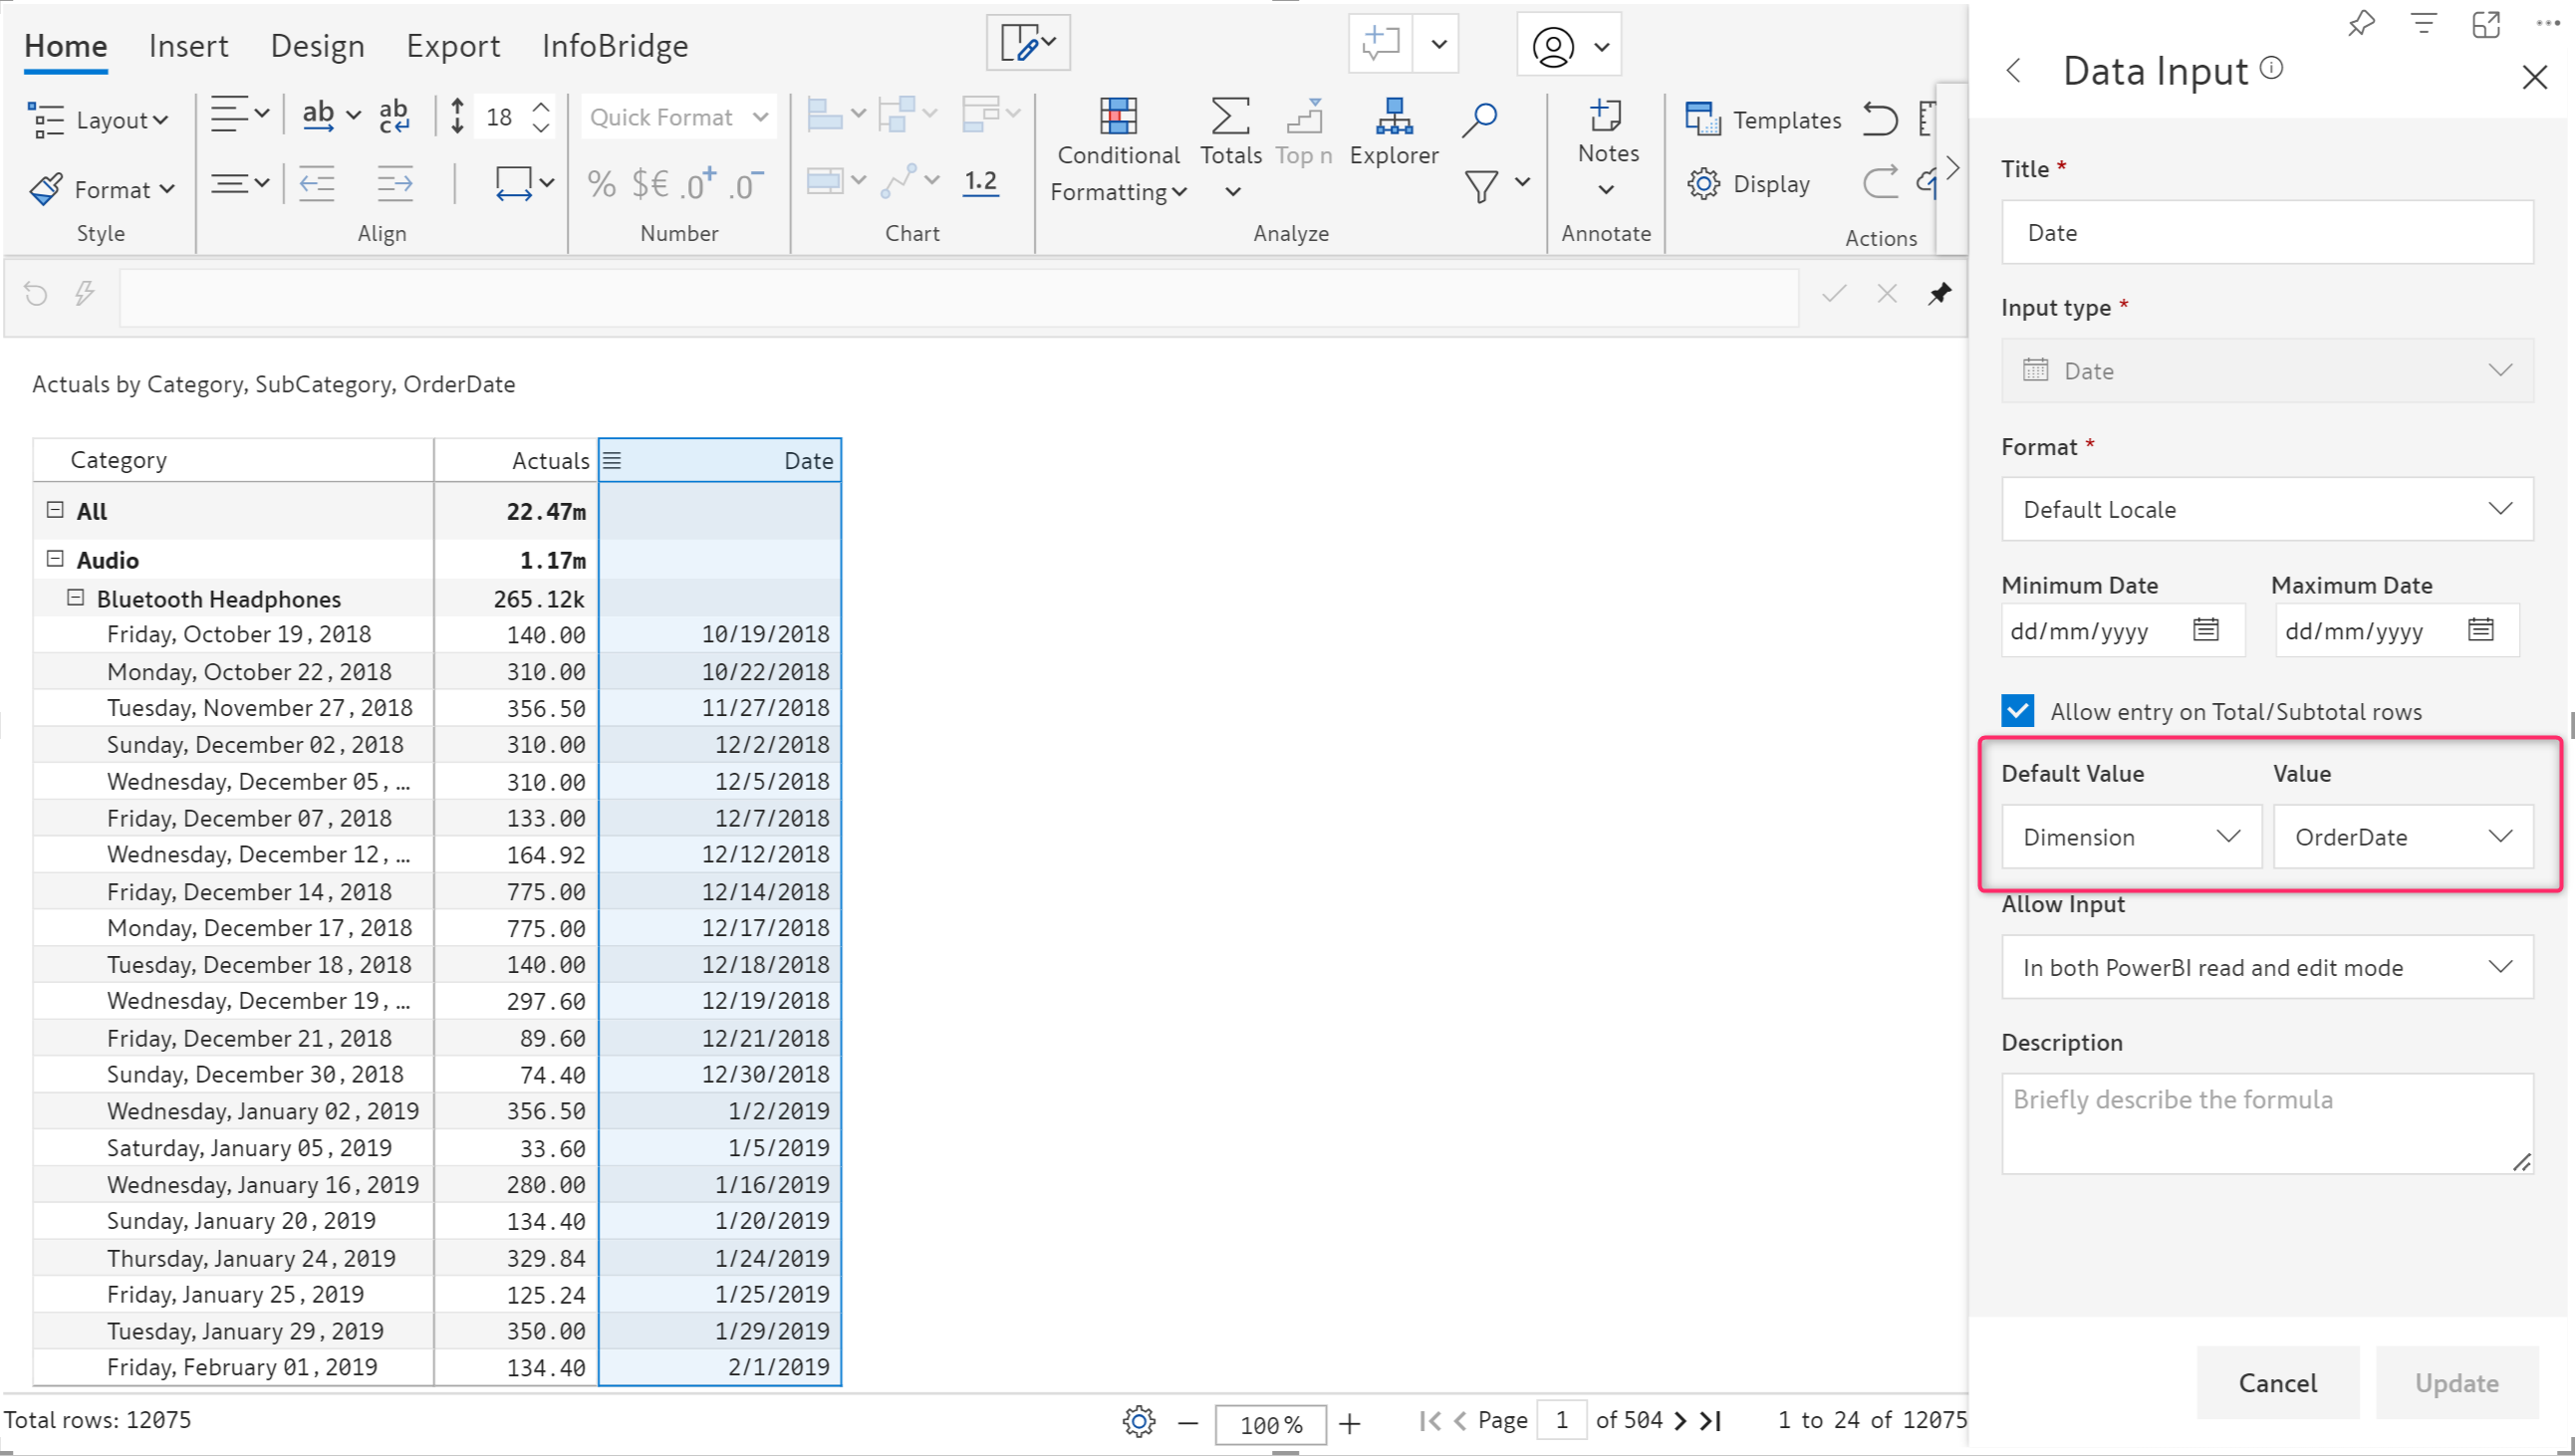 Home Insert Design Export InfoBridge
Layout ab ab c 18 Quick Format Conditional Formatting Totals Top n Explorer Notes Templates
Format % $€ .0+ .0- 1.2 Display
Style Align Number Chart Analyze Annotate Actions
Actuals by Category, SubCategory, OrderDate
Category Actuals Date
All 22.47m
Audio 1.17m
Bluetooth Headphones 265.12k
Friday, October 19, 2018 140.00 10/19/2018
Monday, October 22, 2018 310.00 10/22/2018
Tuesday, November 27, 2018 356.50 11/27/2018
Sunday, December 02, 2018 310.00 12/2/2018
Wednesday, December 05, ... 310.00 12/5/2018
Friday, December 07, 2018 133.00 12/7/2018
Wednesday, December 12, ... 164.92 12/12/2018
Friday, December 14, 2018 775.00 12/14/2018
Monday, December 17, 2018 775.00 12/17/2018
Tuesday, December 18, 2018 140.00 12/18/2018
Wednesday, December 19, ... 297.60 12/19/2018
Friday, December 21, 2018 89.60 12/21/2018
Sunday, December 30, 2018 74.40 12/30/2018
Wednesday, January 02, 2019 356.50 1/2/2019
Saturday, January 05, 2019 33.60 1/5/2019
Wednesday, January 16, 2019 280.00 1/16/2019
Sunday, January 20, 2019 134.40 1/20/2019
Thursday, January 24, 2019 329.84 1/24/2019
Friday, January 25, 2019 125.24 1/25/2019
Tuesday, January 29, 2019 350.00 1/29/2019
Friday, February 01, 2019 134.40 2/1/2019
Total rows: 12075 100 % Page 1 of 504 1 to 24 of 12075
Data Input
Title *
Date
Input type *
Date
Format *
Default Locale
Minimum Date Maximum Date
dd/mm/yyyy dd/mm/yyyy
Allow entry on Total/Subtotal rows
Default Value Value
Dimension OrderDate
Allow Input
In both PowerBI read and edit mode
Description
Briefly describe the formula
Cancel Update